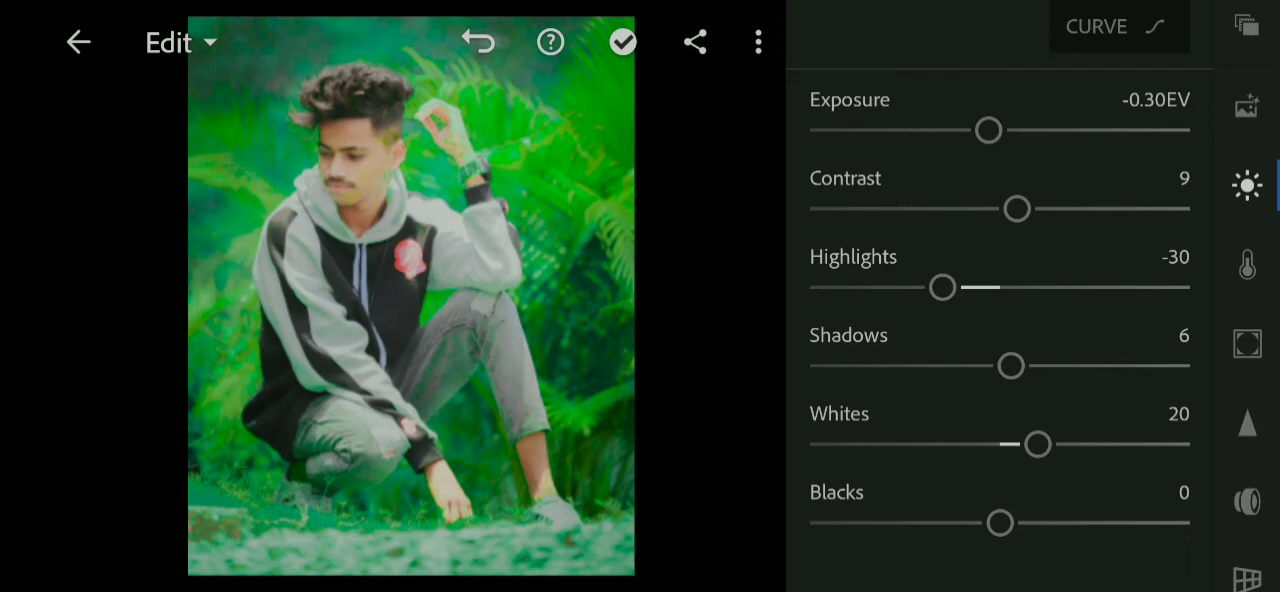 Edit
CURVE
Exposure -0.30EV
Contrast 9
Highlights -30
Shadows 6
Whites 20
Blacks 0